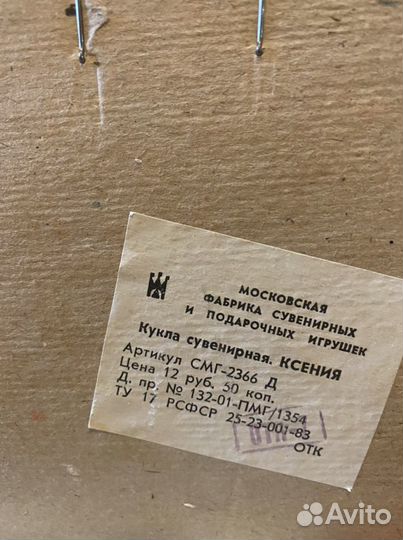 МОСКОВСКАЯ
ФАБРИКА СУВЕНИРНЫХ
И ПОДАРОЧНЫХ ИГРУШЕК
Кукла сувенирная. КСЕНИЯ
Артикул СМГ-2366 Д
Цена 12 руб. 50 коп.
Д. пр. № 132-01-ПМГ/1354
ТУ 17 РСФСР 25-23-001-83
ОТК
Avito